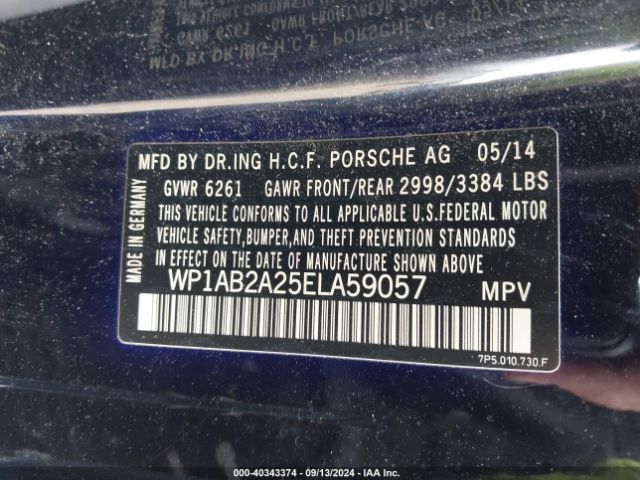 MFD BY DR.ING H.C.F. PORSCHE AG 05/14
GVWR 6261 GAWR FRONT/REAR 2998/3384 LBS
THIS VEHICLE CONFORMS TO ALL APPLICABLE U.S.FEDERAL MOTOR
VEHICLE SAFETY,BUMPER,AND THEFT PREVENTION STANDARDS
IN EFFECT ON THE DATE OF MANUFACTURE SHOWN ABOVE.
MADE IN GERMANY
WP1AB2A25ELA59057 MPV
7P5.010.730.F
000-40343374 - 09/13/2024 - IAA Inc.